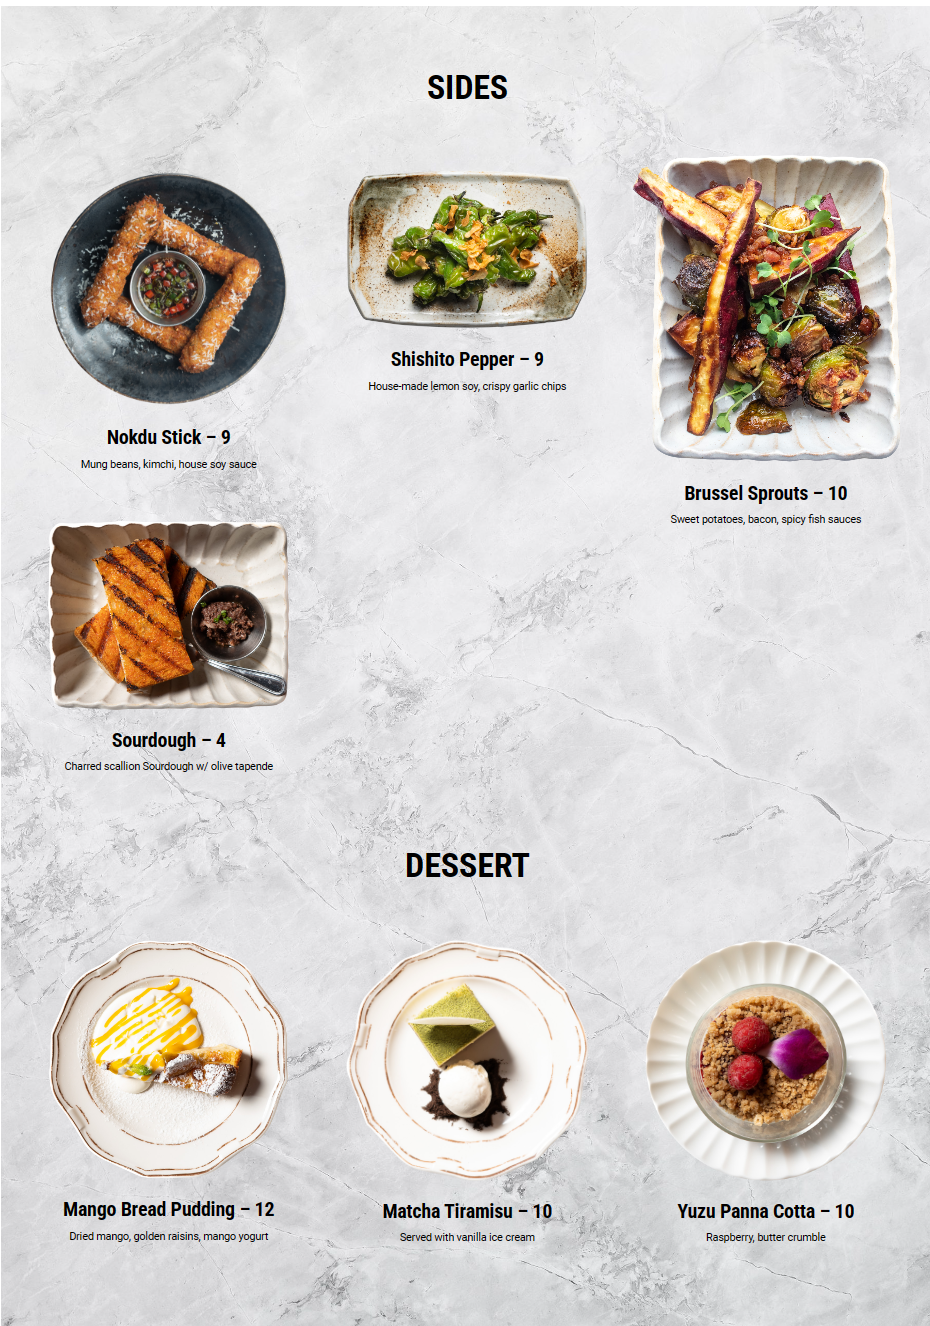 SIDES
Nokdu Stick – 9
Mung beans, kimchi, house soy sauce
Shishito Pepper – 9
House-made lemon soy, crispy garlic chips
Brussel Sprouts – 10
Sweet potatoes, bacon, spicy fish sauces
Sourdough – 4
Charred scallion Sourdough w/ olive tapende
DESSERT
Mango Bread Pudding – 12
Dried mango, golden raisins, mango yogurt
Matcha Tiramisu – 10
Served with vanilla ice cream
Yuzu Panna Cotta – 10
Raspberry, butter crumble